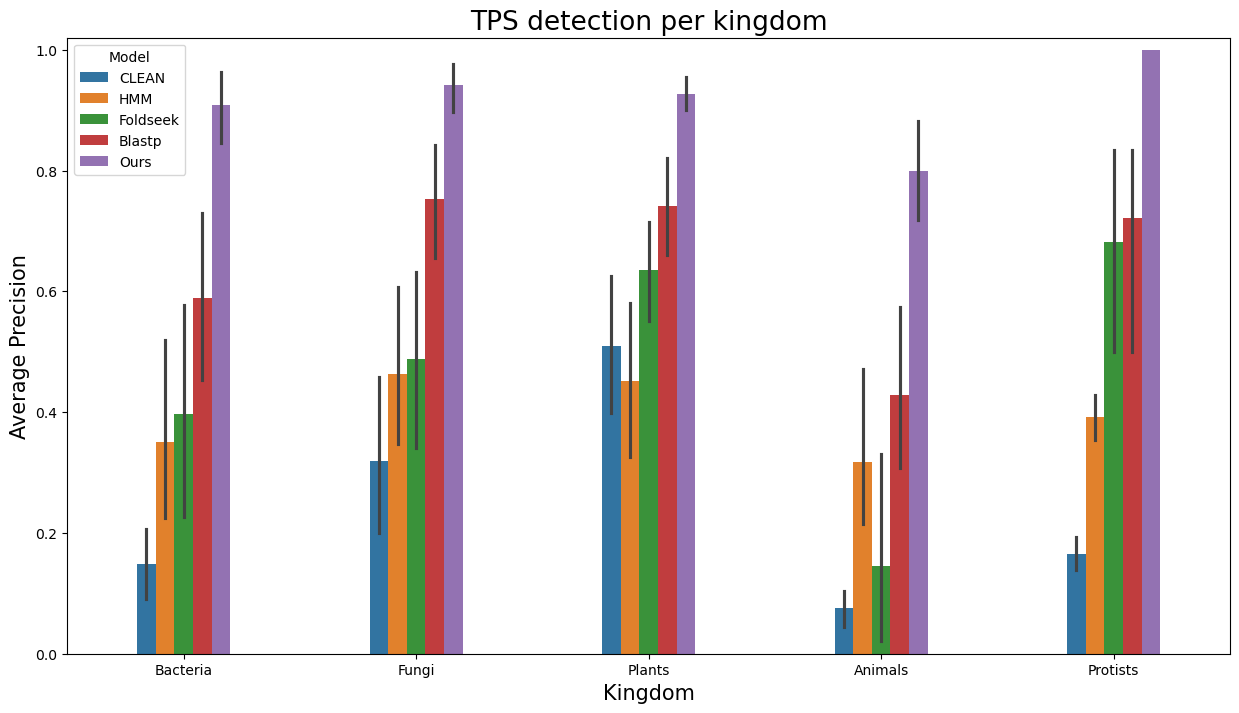 TPS detection per kingdom
Model
CLEAN
HMM
Foldseek
Blastp
Ours
Average Precision
1.0
0.8
0.6
0.4
0.2
0.0
Bacteria Fungi Plants Animals Protists
Kingdom